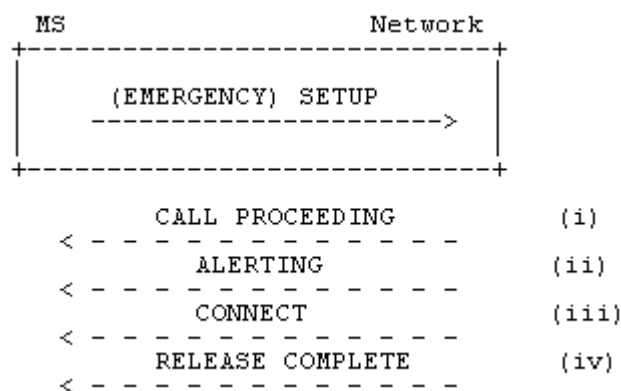 MS Network
(EMERGENCY) SETUP
CALL PROCEEDING (i)
ALERTING (ii)
CONNECT (iii)
RELEASE COMPLETE (iv)